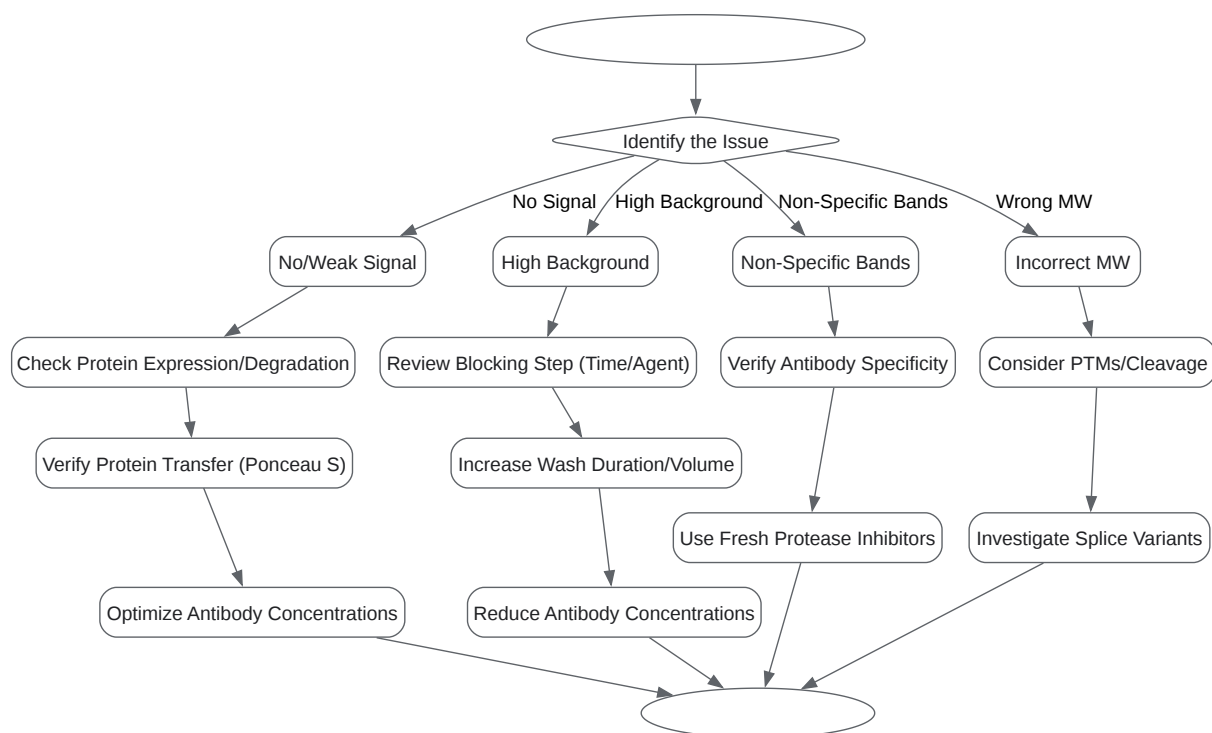 Identify the Issue
No Signal
High Background
Non-Specific Bands
Wrong MW
No/Weak Signal
High Background
Non-Specific Bands
Incorrect MW
Check Protein Expression/Degradation
Review Blocking Step (Time/Agent)
Verify Antibody Specificity
Consider PTMs/Cleavage
Verify Protein Transfer (Ponceau S)
Increase Wash Duration/Volume
Use Fresh Protease Inhibitors
Investigate Splice Variants
Optimize Antibody Concentrations
Reduce Antibody Concentrations